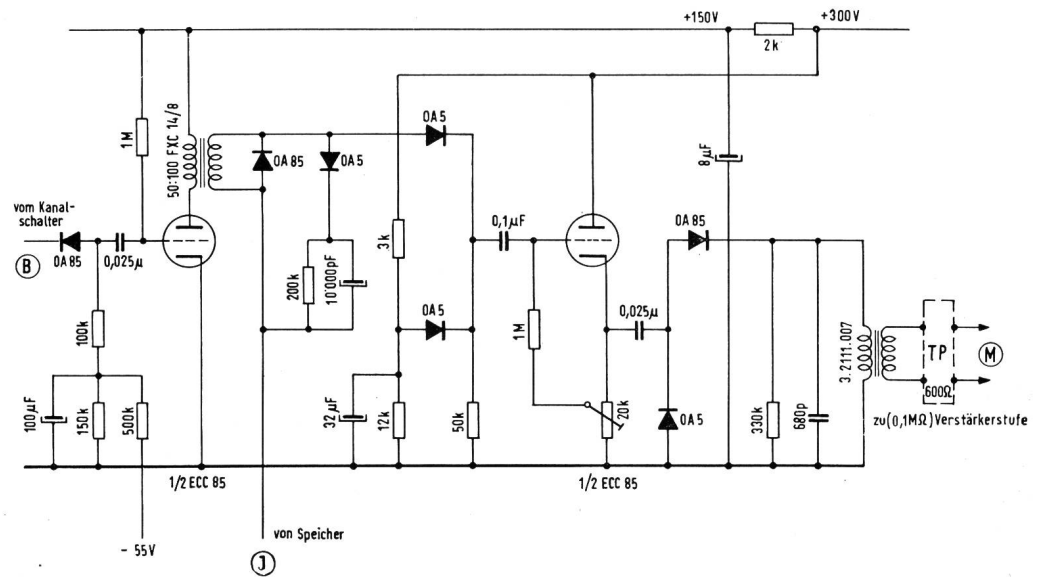 +150V
+300V
2k
1M
50:100 FXC 14/8
OA 85
OA 5
OA 5
8µF
vom Kanal-
schalter
B
OA 85
0,025µ
3k
0,1µF
OA 85
200k
10'000pF
0,025µ
100k
OA 5
1M
3.2111.007
TP
600Ω
M
100µF
150k
500k
32µF
12k
50k
20k
OA 5
330k
680p
zu(0,1MΩ)Verstärkerstufe
1/2 ECC 85
1/2 ECC 85
- 55V
von Speicher
J